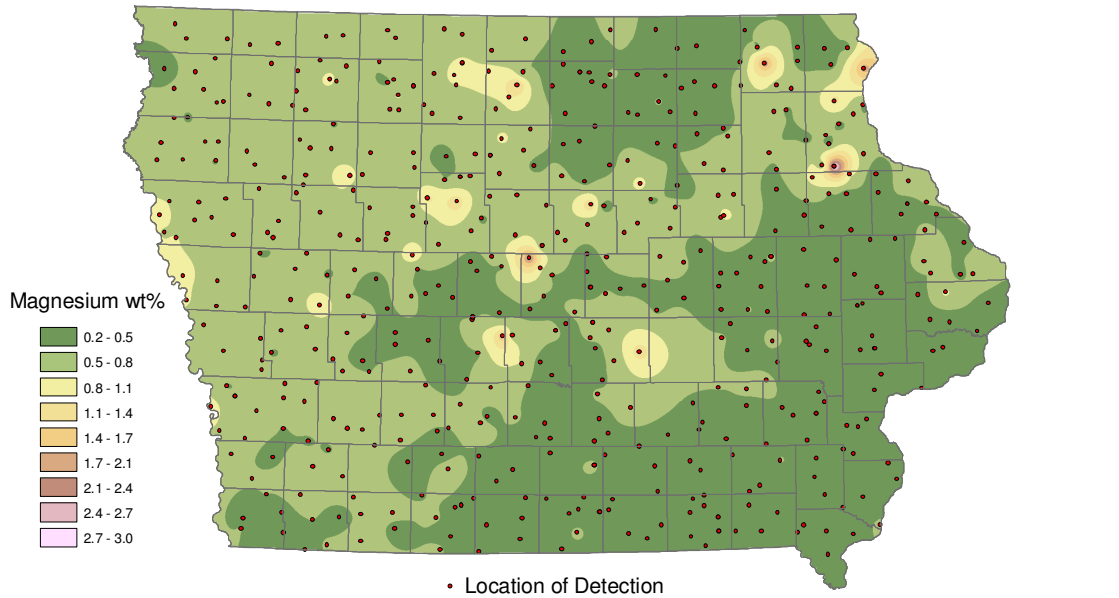 Magnesium wt%
0.2 - 0.5
0.5 - 0.8
0.8 - 1.1
1.1 - 1.4
1.4 - 1.7
1.7 - 2.1
2.1 - 2.4
2.4 - 2.7
2.7 - 3.0
Location of Detection